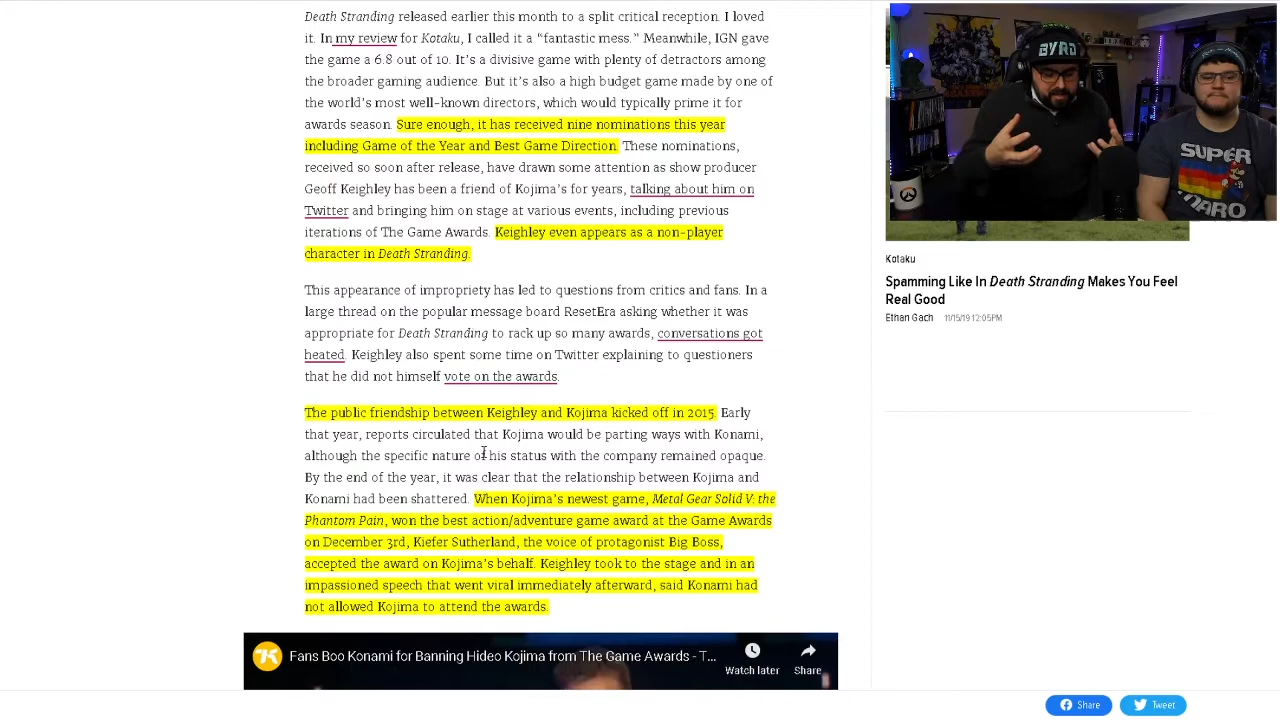 Death Stranding released earlier this month to a split critical reception. I loved
it. In my review for Kotaku, I called it a “fantastic mess.” Meanwhile, IGN gave
the game a 6.8 out of 10. It’s a divisive game with plenty of detractors among
the broader gaming audience. But it’s also a high budget game made by one of
the world’s most well-known directors, which would typically prime it for
awards season. Sure enough, it has received nine nominations this year
including Game of the Year and Best Game Direction. These nominations,
received so soon after release, have drawn some attention as show producer
Geoff Keighley has been a friend of Kojima’s for years, talking about him on
Twitter and bringing him on stage at various events, including previous
iterations of The Game Awards. Keighley even appears as a non-player
character in Death Stranding.
This appearance of impropriety has led to questions from critics and fans. In a
large thread on the popular message board ResetEra asking whether it was
appropriate for Death Stranding to rack up so many awards, conversations got
heated. Keighley also spent some time on Twitter explaining to questioners
that he did not himself vote on the awards.
The public friendship between Keighley and Kojima kicked off in 2015. Early
that year, reports circulated that Kojima would be parting ways with Konami,
although the specific nature of his status with the company remained opaque.
By the end of the year, it was clear that the relationship between Kojima and
Konami had been shattered. When Kojima’s newest game, Metal Gear Solid V: the
Phantom Pain, won the best action/adventure game award at the Game Awards
on December 3rd, Kiefer Sutherland, the voice of protagonist Big Boss,
accepted the award on Kojima’s behalf. Keighley took to the stage and in an
impassioned speech that went viral immediately afterward, said Konami had
not allowed Kojima to attend the awards.
Fans Boo Konami for Banning Hideo Kojima from The Game Awards - T...
Watch later
Share
BYRD
SUPER
MARO
Kotaku
Spamming Like In Death Stranding Makes You Feel
Real Good
Ethan Gach 11/15/19 12:05PM
Share
Tweet